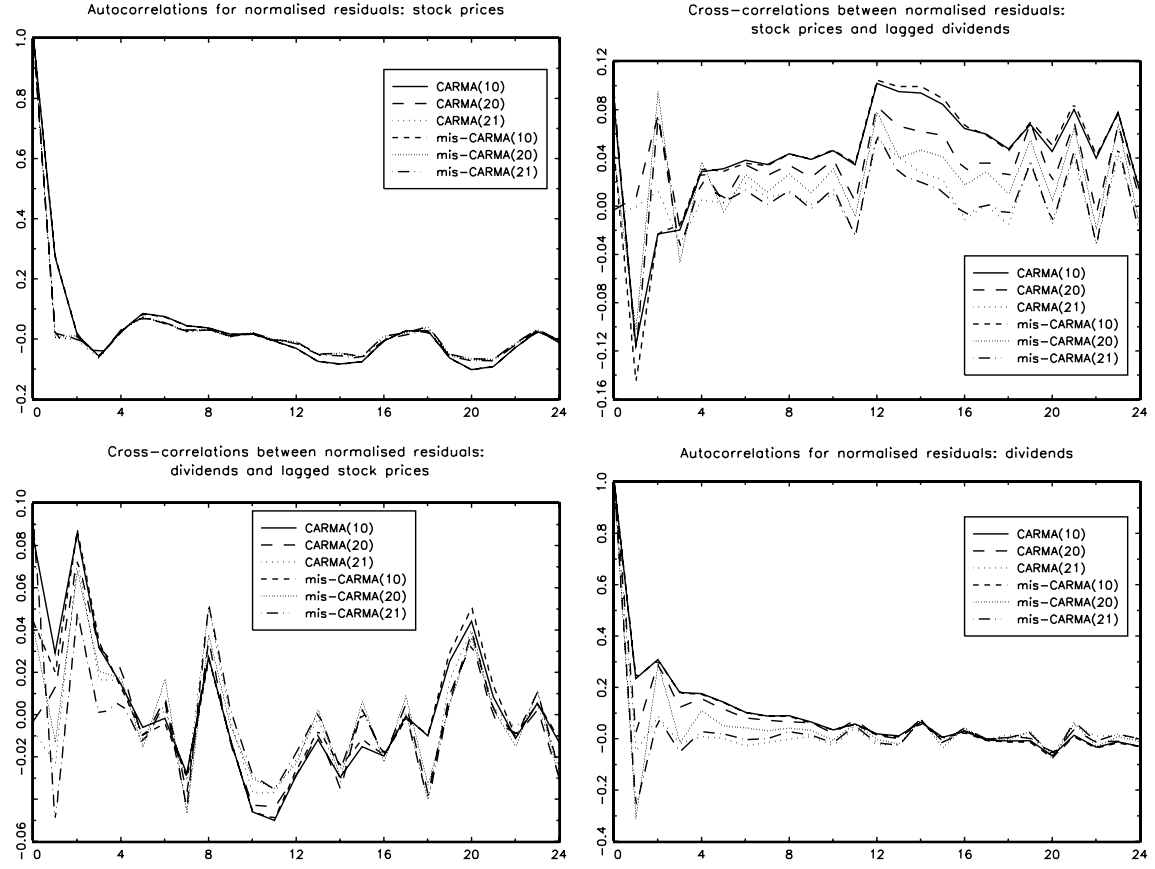 Autocorrelations for normalised residuals: stock prices
1.0
0.8
0.6
0.4
0.2
−0.0
−0.2
0 4 8 12 16 20 24
CARMA(10)
CARMA(20)
CARMA(21)
mis−CARMA(10)
mis−CARMA(20)
mis−CARMA(21)
Cross−correlations between normalised residuals:
stock prices and lagged dividends
0.12
0.08
0.04
0.00
−0.04
−0.08
−0.12
−0.16
0 4 8 12 16 20 24
CARMA(10)
CARMA(20)
CARMA(21)
mis−CARMA(10)
mis−CARMA(20)
mis−CARMA(21)
Cross−correlations between normalised residuals:
dividends and lagged stock prices
0.10
0.08
0.06
0.04
0.02
0.00
−0.02
−0.06
0 4 8 12 16 20 24
CARMA(10)
CARMA(20)
CARMA(21)
mis−CARMA(10)
mis−CARMA(20)
mis−CARMA(21)
Autocorrelations for normalised residuals: dividends
1.0
0.8
0.6
0.4
0.2
−0.0
−0.2
−0.4
0 4 8 12 16 20 24
CARMA(10)
CARMA(20)
CARMA(21)
mis−CARMA(10)
mis−CARMA(20)
mis−CARMA(21)